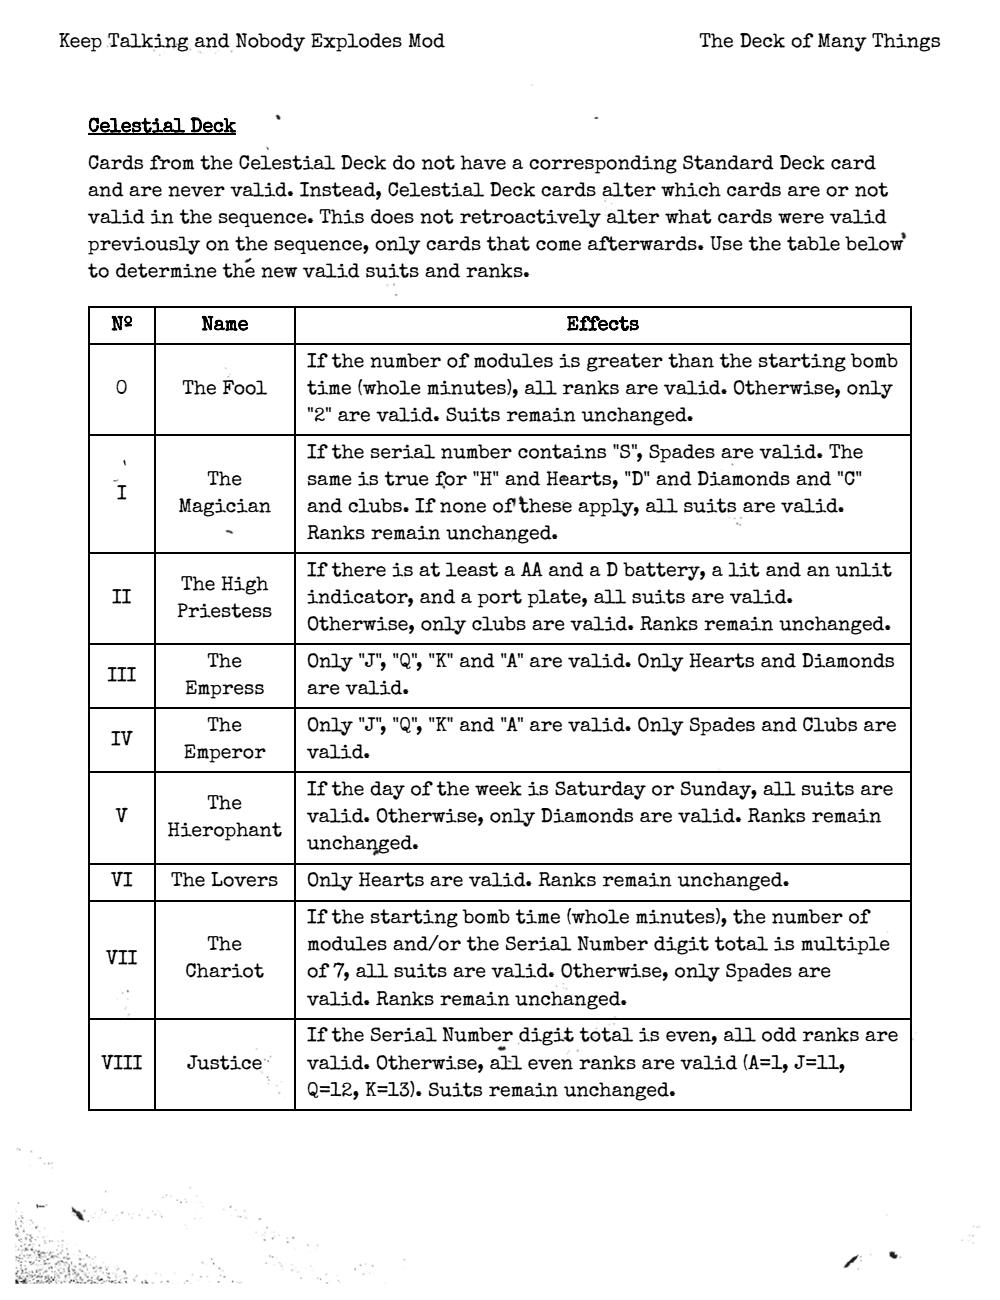 Keep Talking and Nobody Explodes Mod The Deck of Many Things
Celestial Deck
Cards from the Celestial Deck do not have a corresponding Standard Deck card
and are never valid. Instead, Celestial Deck cards alter which cards are or not
valid in the sequence. This does not retroactively alter what cards were valid
previously on the sequence, only cards that come afterwards. Use the table below
to determine the new valid suits and ranks.
Nº Name Effects
0 The Fool
If the number of modules is greater than the starting bomb
time (whole minutes), all ranks are valid. Otherwise, only
"2" are valid. Suits remain unchanged.
I
The
Magician
If the serial number contains "S", Spades are valid. The
same is true for "H" and Hearts, "D" and Diamonds and "C"
and clubs. If none of these apply, all suits are valid.
Ranks remain unchanged.
II
The High
Priestess
If there is at least a AA and a D battery, a lit and an unlit
indicator, and a port plate, all suits are valid.
Otherwise, only clubs are valid. Ranks remain unchanged.
III
The
Empress
Only "J", "Q", "K" and "A" are valid. Only Hearts and Diamonds
are valid.
IV
The
Emperor
Only "J", "Q", "K" and "A" are valid. Only Spades and Clubs are
valid.
V
The
Hierophant
If the day of the week is Saturday or Sunday, all suits are
valid. Otherwise, only Diamonds are valid. Ranks remain
unchanged.
VI The Lovers Only Hearts are valid. Ranks remain unchanged.
VII
The
Chariot
If the starting bomb time (whole minutes), the number of
modules and/or the Serial Number digit total is multiple
of 7, all suits are valid. Otherwise, only Spades are
valid. Ranks remain unchanged.
VIII Justice
If the Serial Number digit total is even, all odd ranks are
valid. Otherwise, all even ranks are valid (A=1, J=11,
Q=12, K=13). Suits remain unchanged.